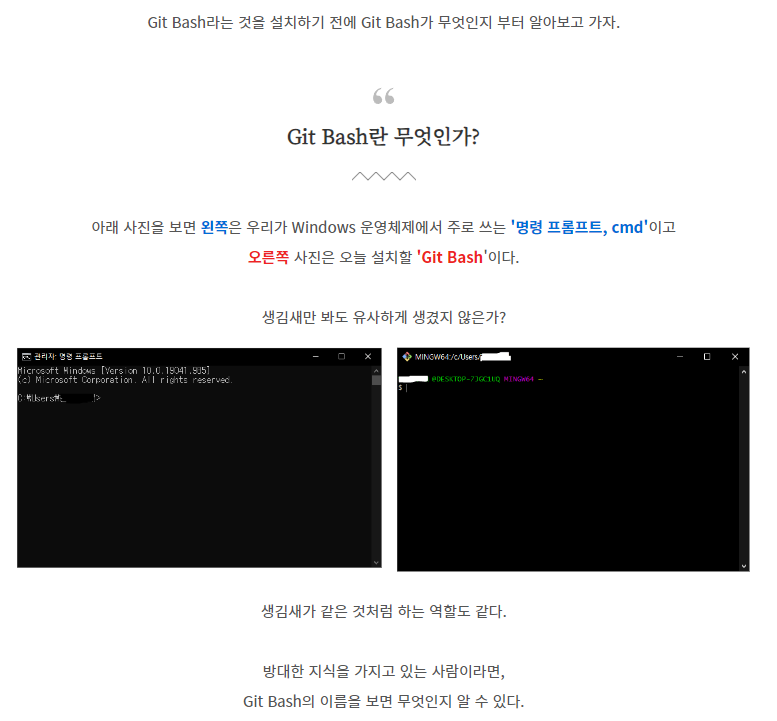 Git Bash라는 것을 설치하기 전에 Git Bash가 무엇인지 부터 알아보고 가자.
“
Git Bash란 무엇인가?
아래 사진을 보면 왼쪽은 우리가 Windows 운영체제에서 주로 쓰는 '명령 프롬프트, cmd'이고
오른쪽 사진은 오늘 설치할 'Git Bash'이다.
생김새만 봐도 유사하게 생겼지 않은가?
관리자: 명령 프롬프트
Microsoft Windows [Version 10.0.19041.985]
(c) Microsoft Corporation. All rights reserved.
C:₩Users₩ >
MINGW64:/c/Users/
@DESKTOP-7JGC1UQ MINGW64 ~
$
생김새가 같은 것처럼 하는 역할도 같다.
방대한 지식을 가지고 있는 사람이라면,
Git Bash의 이름을 보면 무엇인지 알 수 있다.